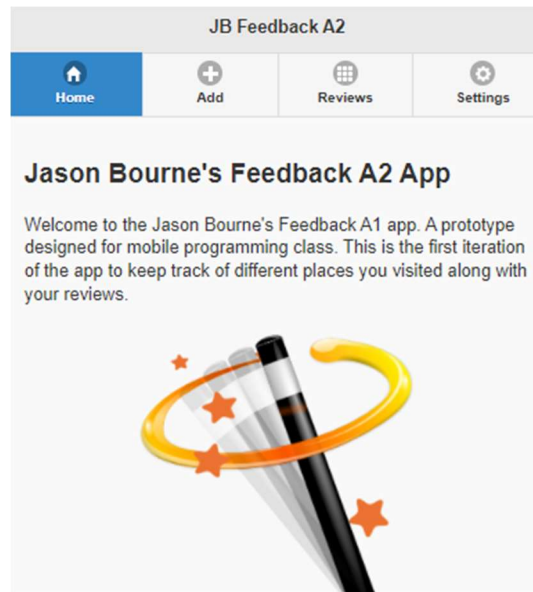 JB Feedback A2
Home Add Reviews Settings
Jason Bourne's Feedback A2 App
Welcome to the Jason Bourne's Feedback A1 app. A prototype
designed for mobile programming class. This is the first iteration
of the app to keep track of different places you visited along with
your reviews.